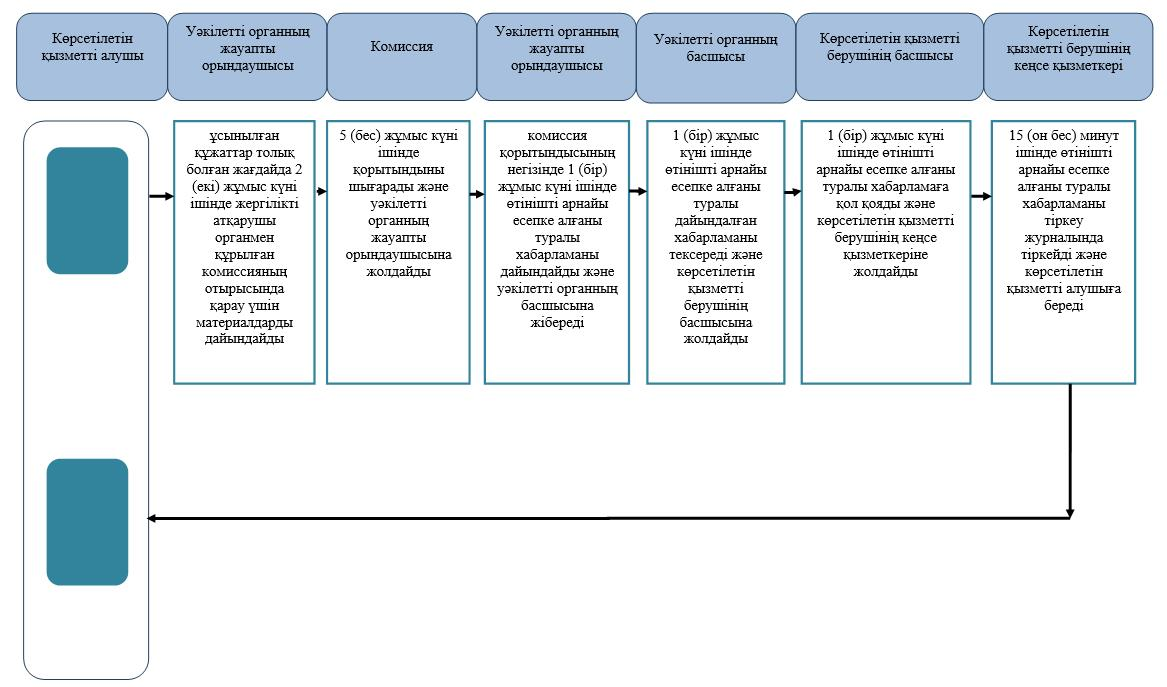 Көрсетілетін
қызметті алушы
Уәкілетті органның
жауапты
орындаушысы
Комиссия
Уәкілетті органның
жауапты
орындаушысы
Уәкілетті органның
басшысы
Көрсетілетін қызметті
берушінің басшысы
Көрсетілетін
қызметті берушінің
кеңсе қызметкері
ұсынылған
құжаттар толық
болған жағдайда 2
(екі) жұмыс күні
ішінде жергілікті
атқарушы
органмен
құрылған
комиссияның
отырысында
қарау үшін
материалдарды
дайындайды
5 (бес) жұмыс күні
ішінде
қорытындыны
шығарады және
уәкілетті
органның
жауапты
орындаушысына
жолдайды
комиссия
қорытындысының
негізінде 1 (бір)
жұмыс күні ішінде
өтінішті арнайы
есепке алғаны
туралы
хабарламаны
дайындайды және
уәкілетті органның
басшысына
жібереді
1 (бір) жұмыс
күні ішінде
өтінішті арнайы
есепке алғаны
туралы
дайындалған
хабарламаны
тексереді және
көрсетілетін
қызметті
берушінің
басшысына
жолдайды
1 (бір) жұмыс күні
ішінде өтінішті
арнайы есепке алғаны
туралы хабарламаға
қол қояды және
көрсетілетін қызметті
берушінің кеңсе
қызметкеріне
жолдайды
15 (он бес) минут
ішінде өтінішті
арнайы есепке
алғаны туралы
хабарламаны
тіркеу
журналында
тіркейді және
көрсетілетін
қызметті алушыға
береді